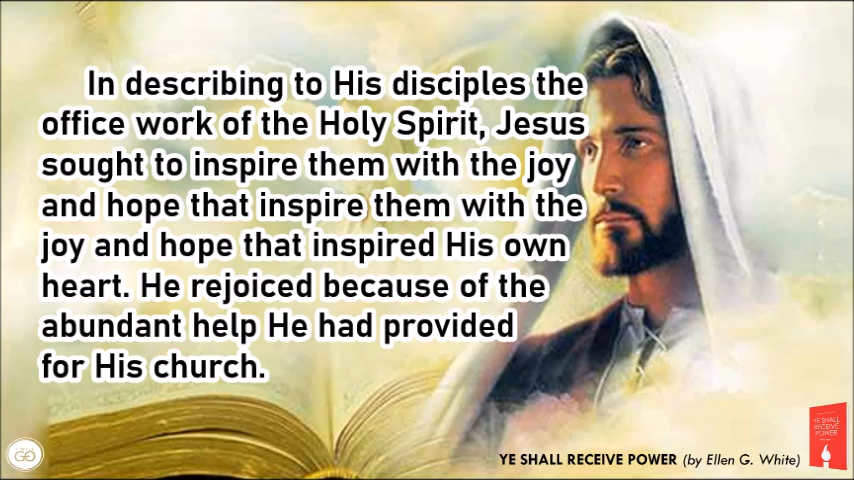 In describing to His disciples the
office work of the Holy Spirit, Jesus
sought to inspire them with the joy
and hope that inspire them with the
joy and hope that inspired His own
heart. He rejoiced because of the
abundant help He had provided
for His church.
YE SHALL
RECEIVE
POWER
YE SHALL RECEIVE POWER (by Ellen G. White)